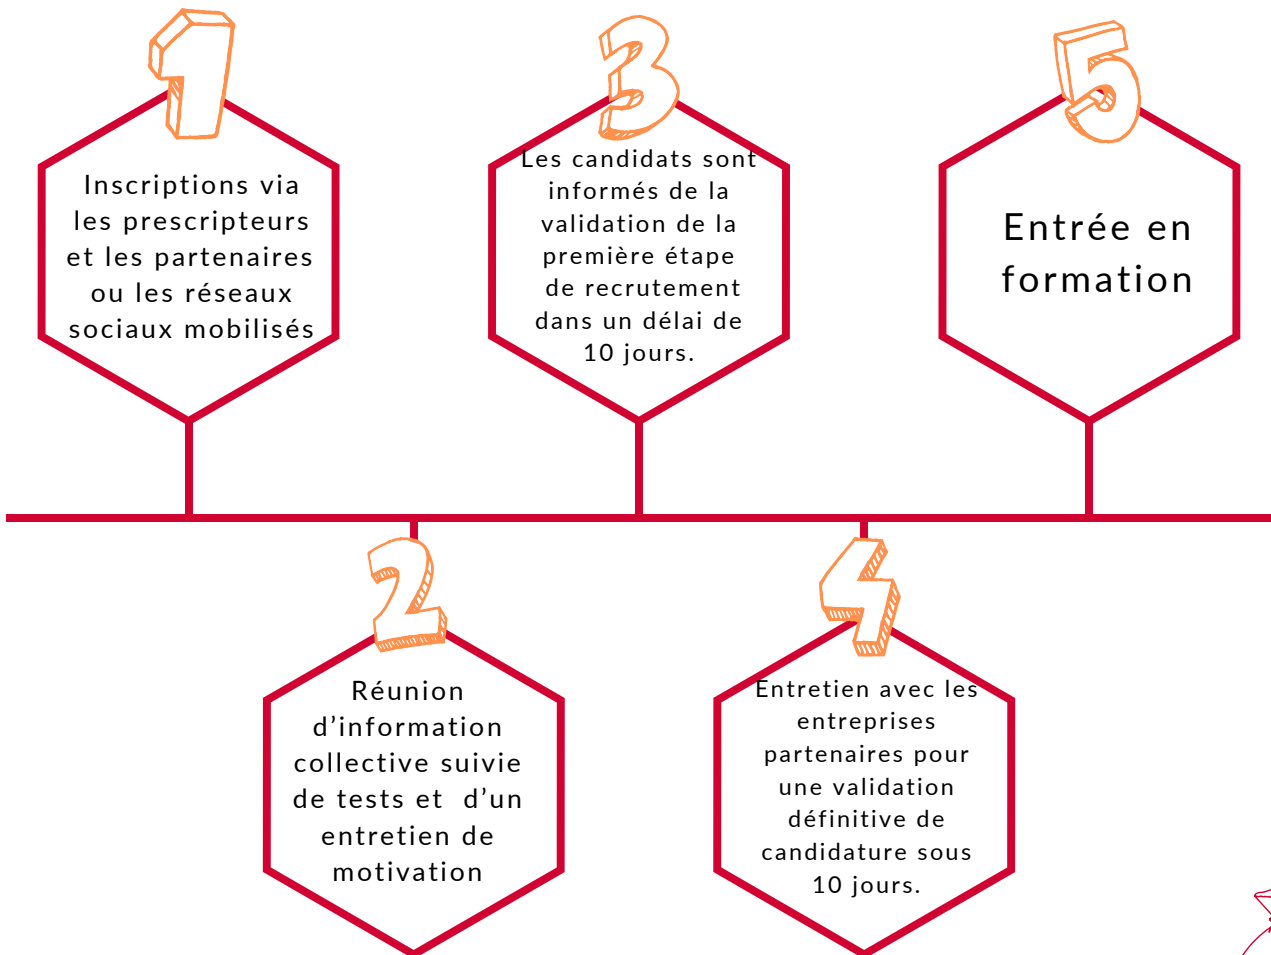 1
Inscriptions via
les prescripteurs
et les partenaires
ou les réseaux
sociaux mobilisés
2
Réunion
d’information
collective suivie
de tests et  d’un
entretien de
motivation
3
Les candidats sont
informés de la
validation de la
première étape
de recrutement
dans un délai de
10 jours.
4
Entretien avec les
entreprises
partenaires pour
une validation
définitive de
candidature sous
10 jours.
5
Entrée en
formation